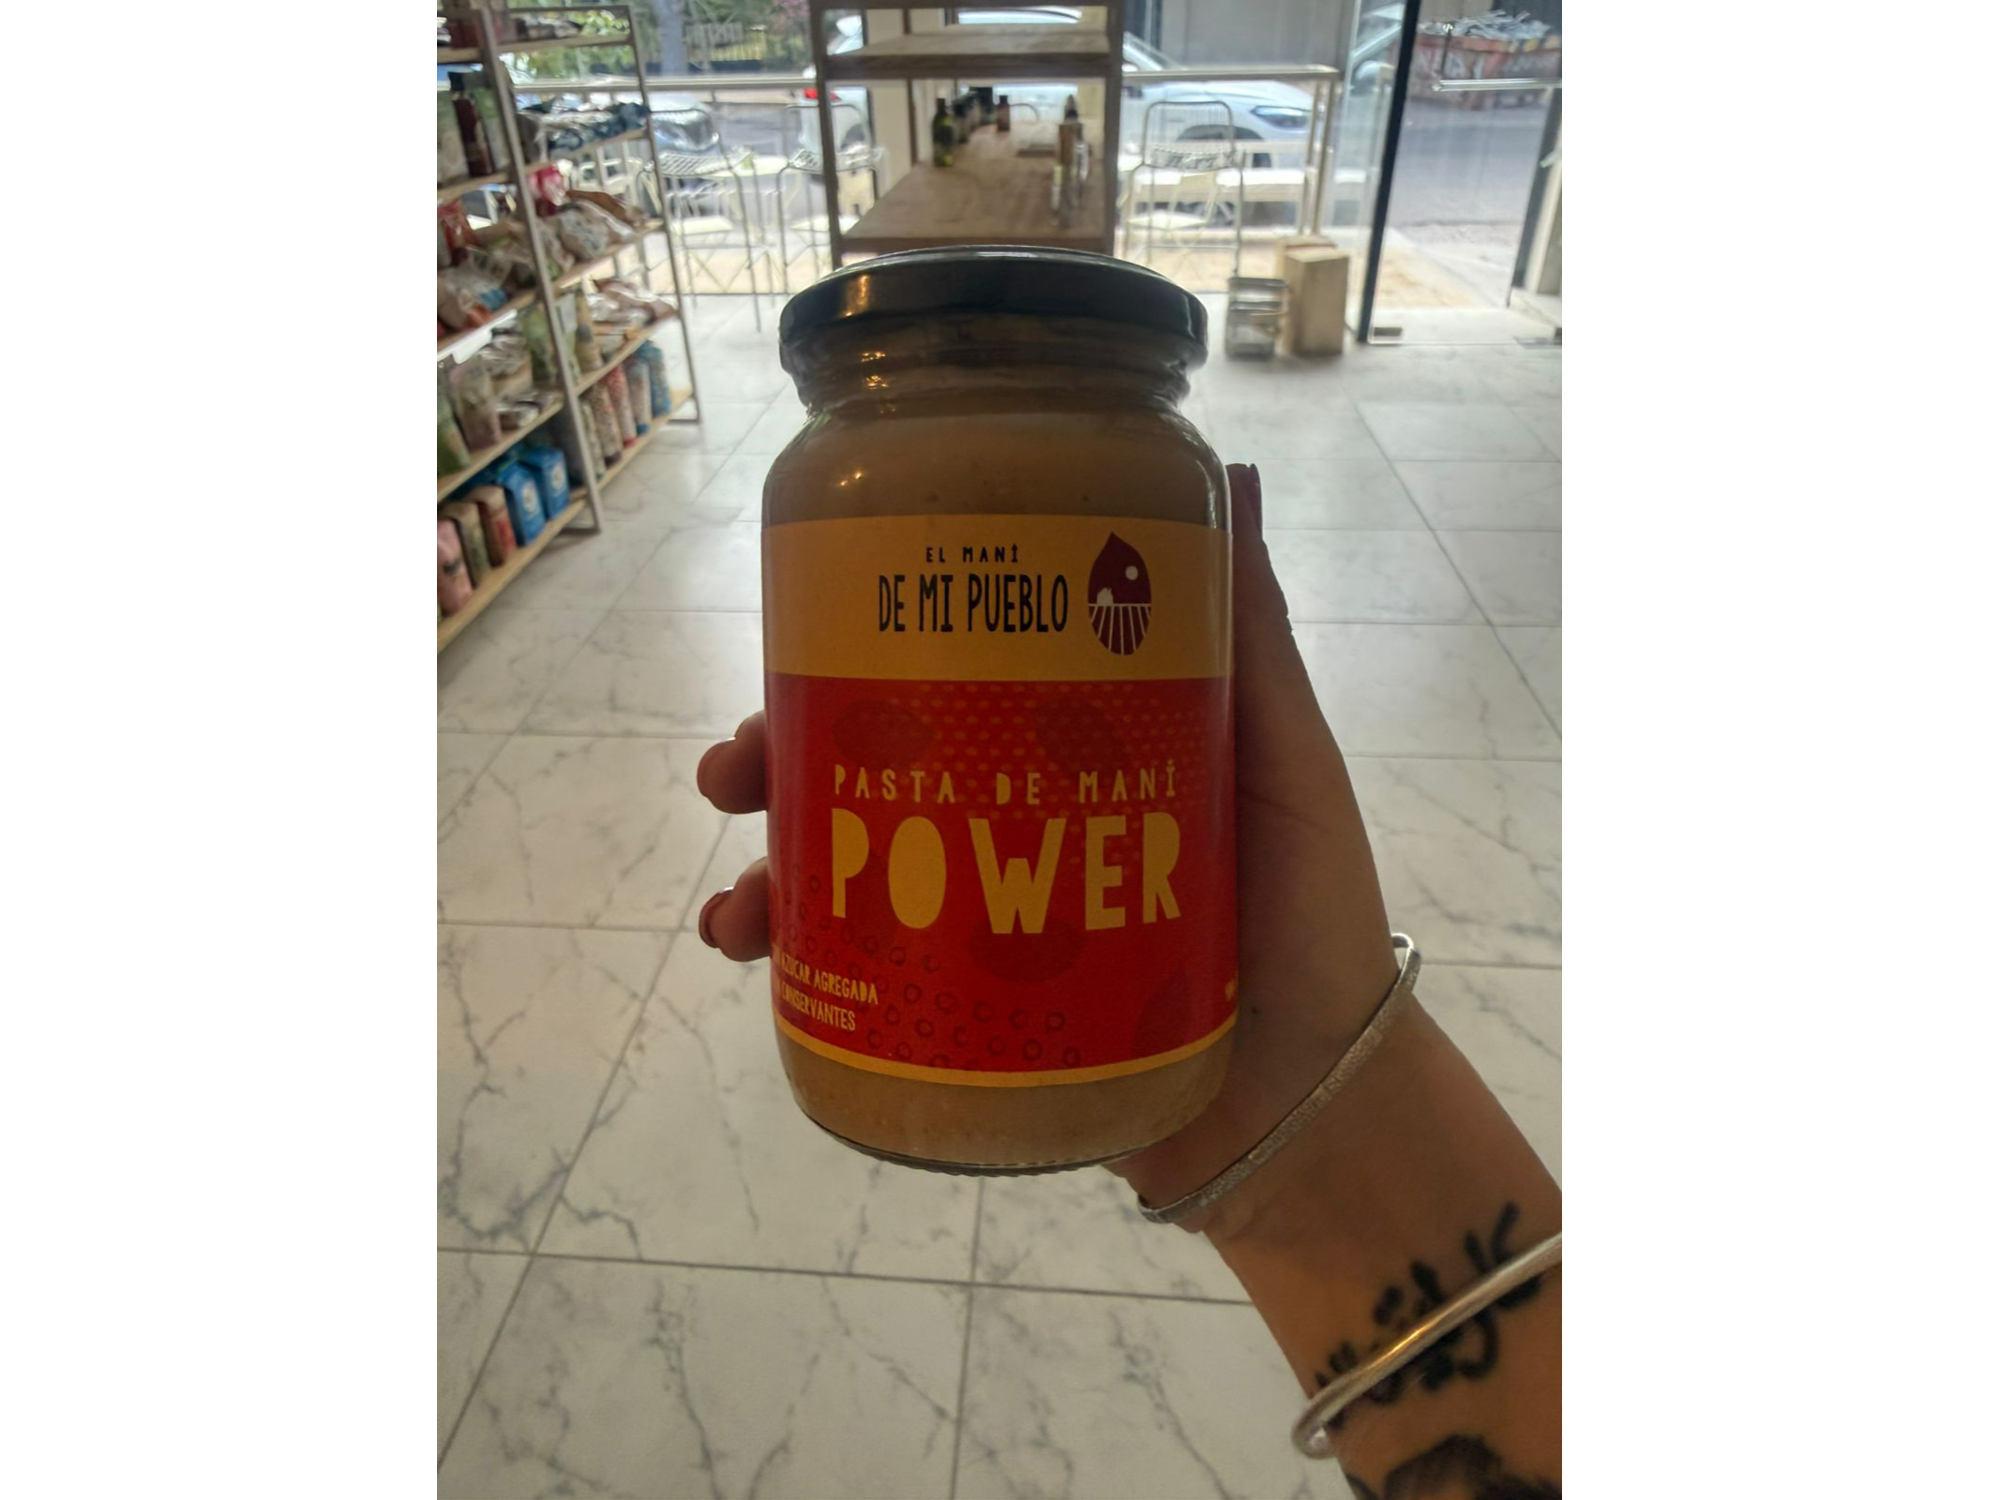 EL MANÍ
DE MI PUEBLO
PASTA DE MANÍ
POWER
AZÚCAR AGREGADA
CONSERVANTES